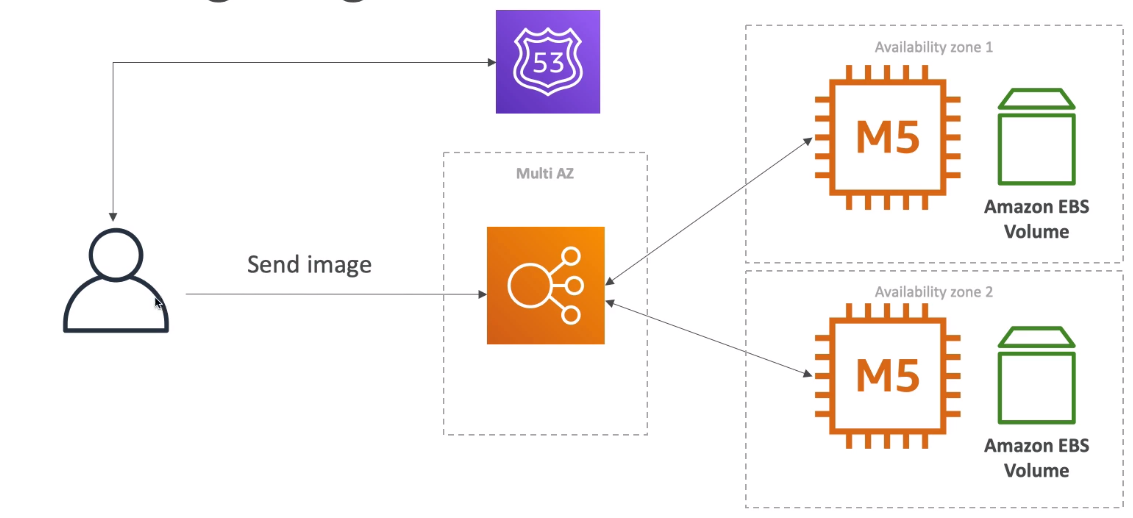 53
Availability zone 1
M5
Amazon EBS
Volume
Multi AZ
Send image
Availability zone 2
M5
Amazon EBS
Volume